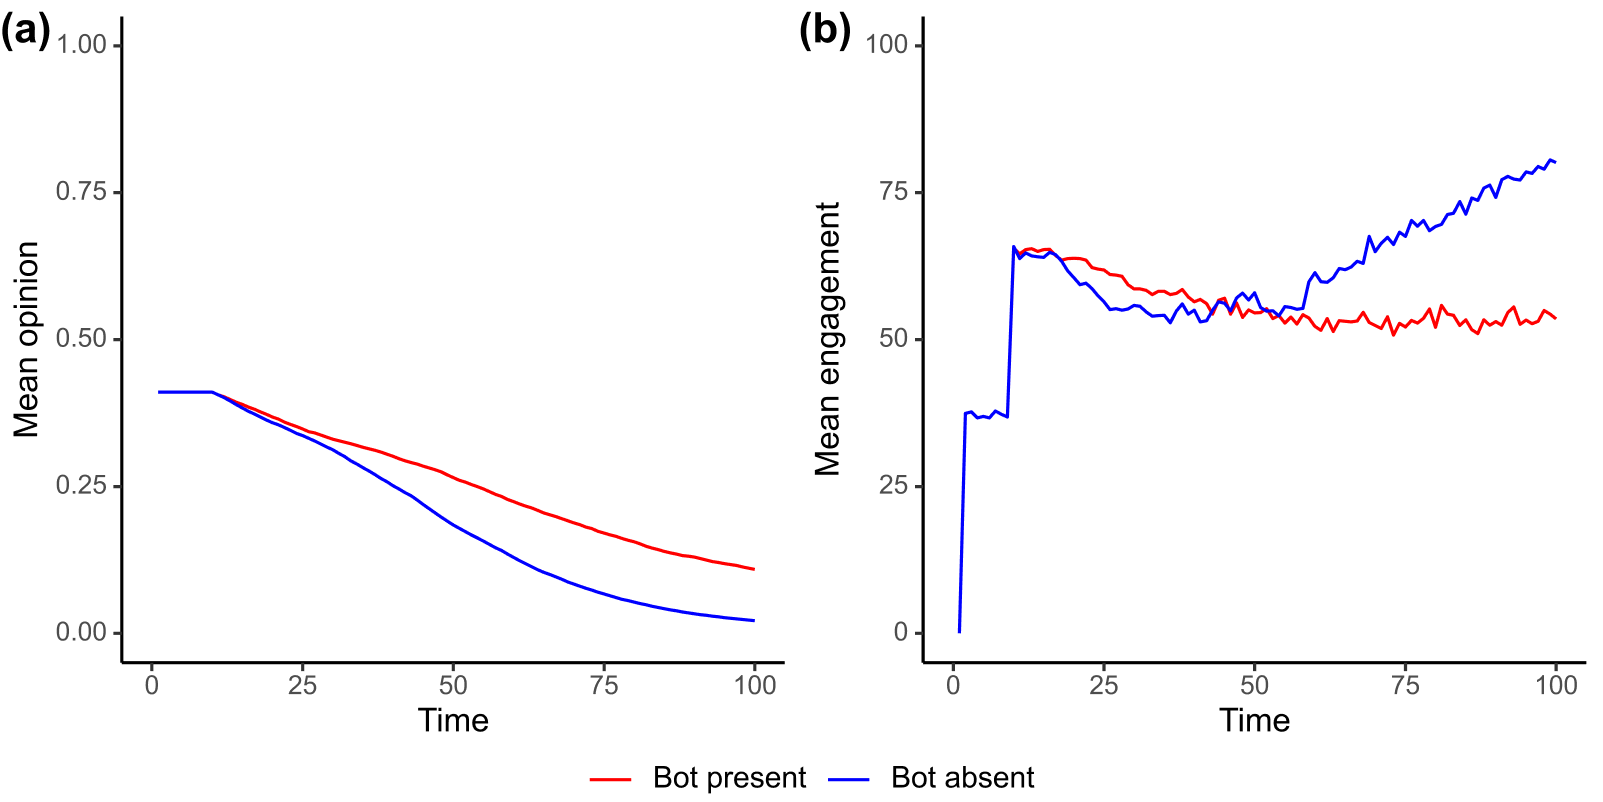 (a)
1.00
0.75
0.50
0.25
0.00
Mean opinion
0 25 50 75 100
Time
(b)
100
75
50
25
0
Mean engagement
0 25 50 75 100
Time
Bot present Bot absent